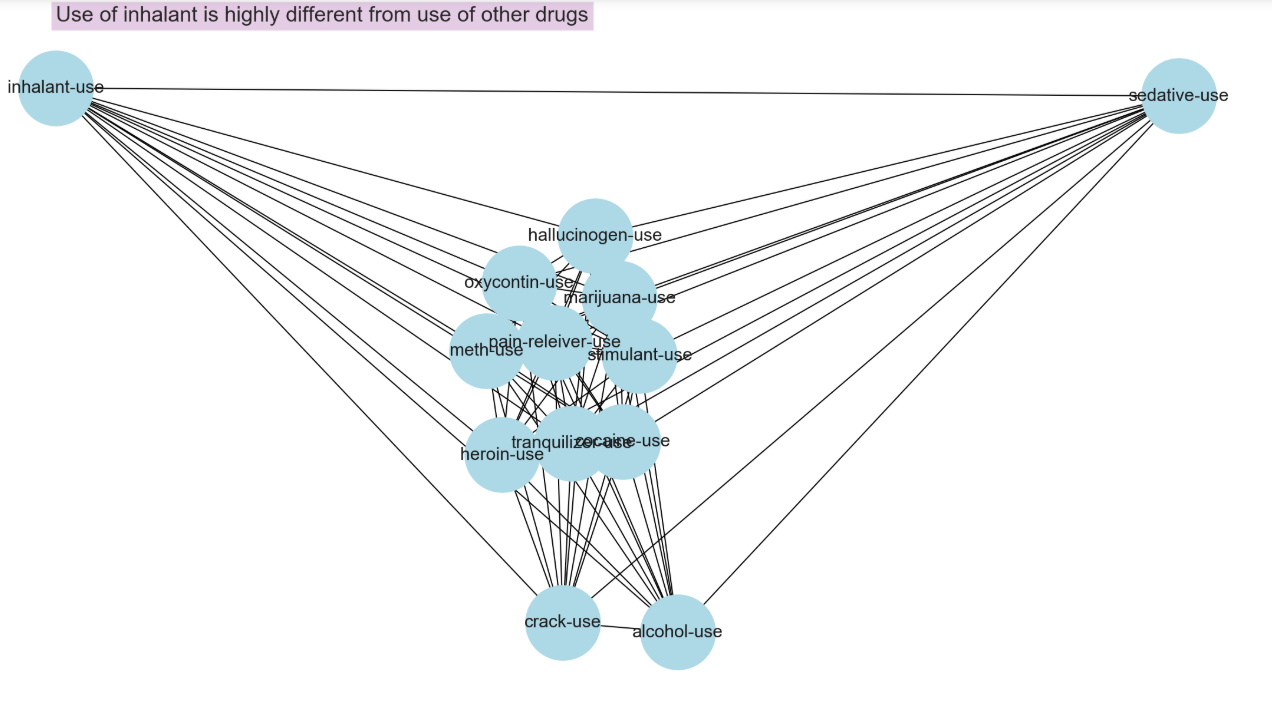 Use of inhalant is highly different from use of other drugs
inhalant-use
sedative-use
hallucinogen-use
oxycontin-use
marijuana-use
pain-releiver-use
meth-use
stimulant-use
tranquilizer-use
cocaine-use
heroin-use
crack-use
alcohol-use